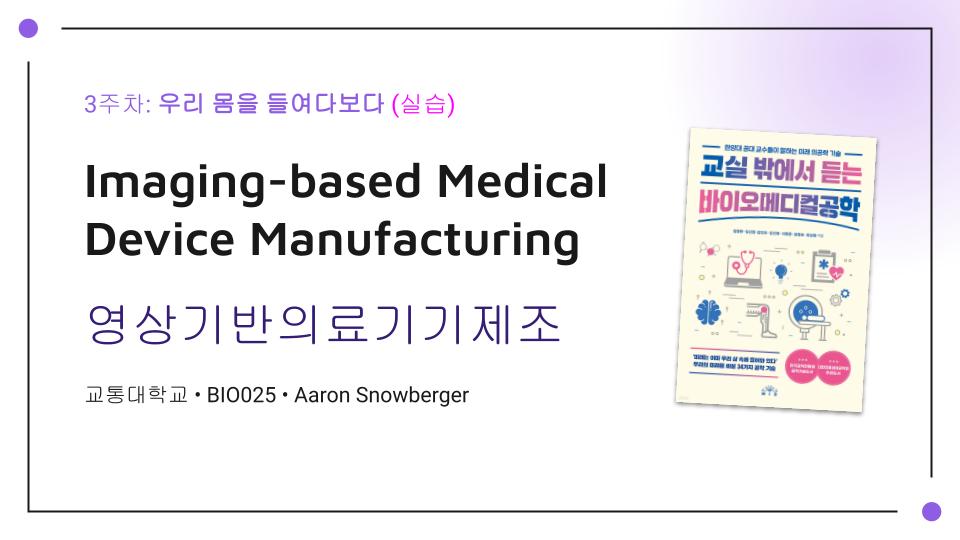 3주차: 우리 몸을 들여다보다 (실습)
Imaging-based Medical
Device Manufacturing
영상기반의료기기제조
교통대학교 • BIO025 • Aaron Snowberger
한양대 공대 교수들이 말하는 미래 의공학 기술
교실 밖에서 듣는
바이오메디컬공학
'미래는 이미 우리 삶 속에 들어와 있다'
우리의 미래를 바꿀 34가지 공학 기술